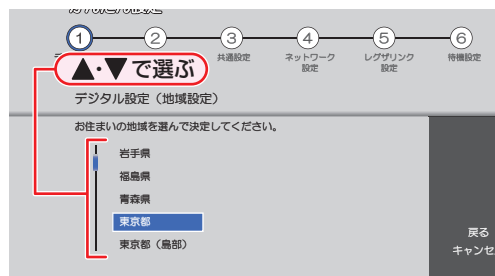 ① ② ③ ④ ⑤ ⑥
共通設定 ネットワーク設定 レグザリンク設定 待機設定
▲・▼で選ぶ
デジタル設定（地域設定）
お住まいの地域を選んで決定してください。
岩手県
福島県
青森県
東京都
東京都（島部）
戻る
キャンセ